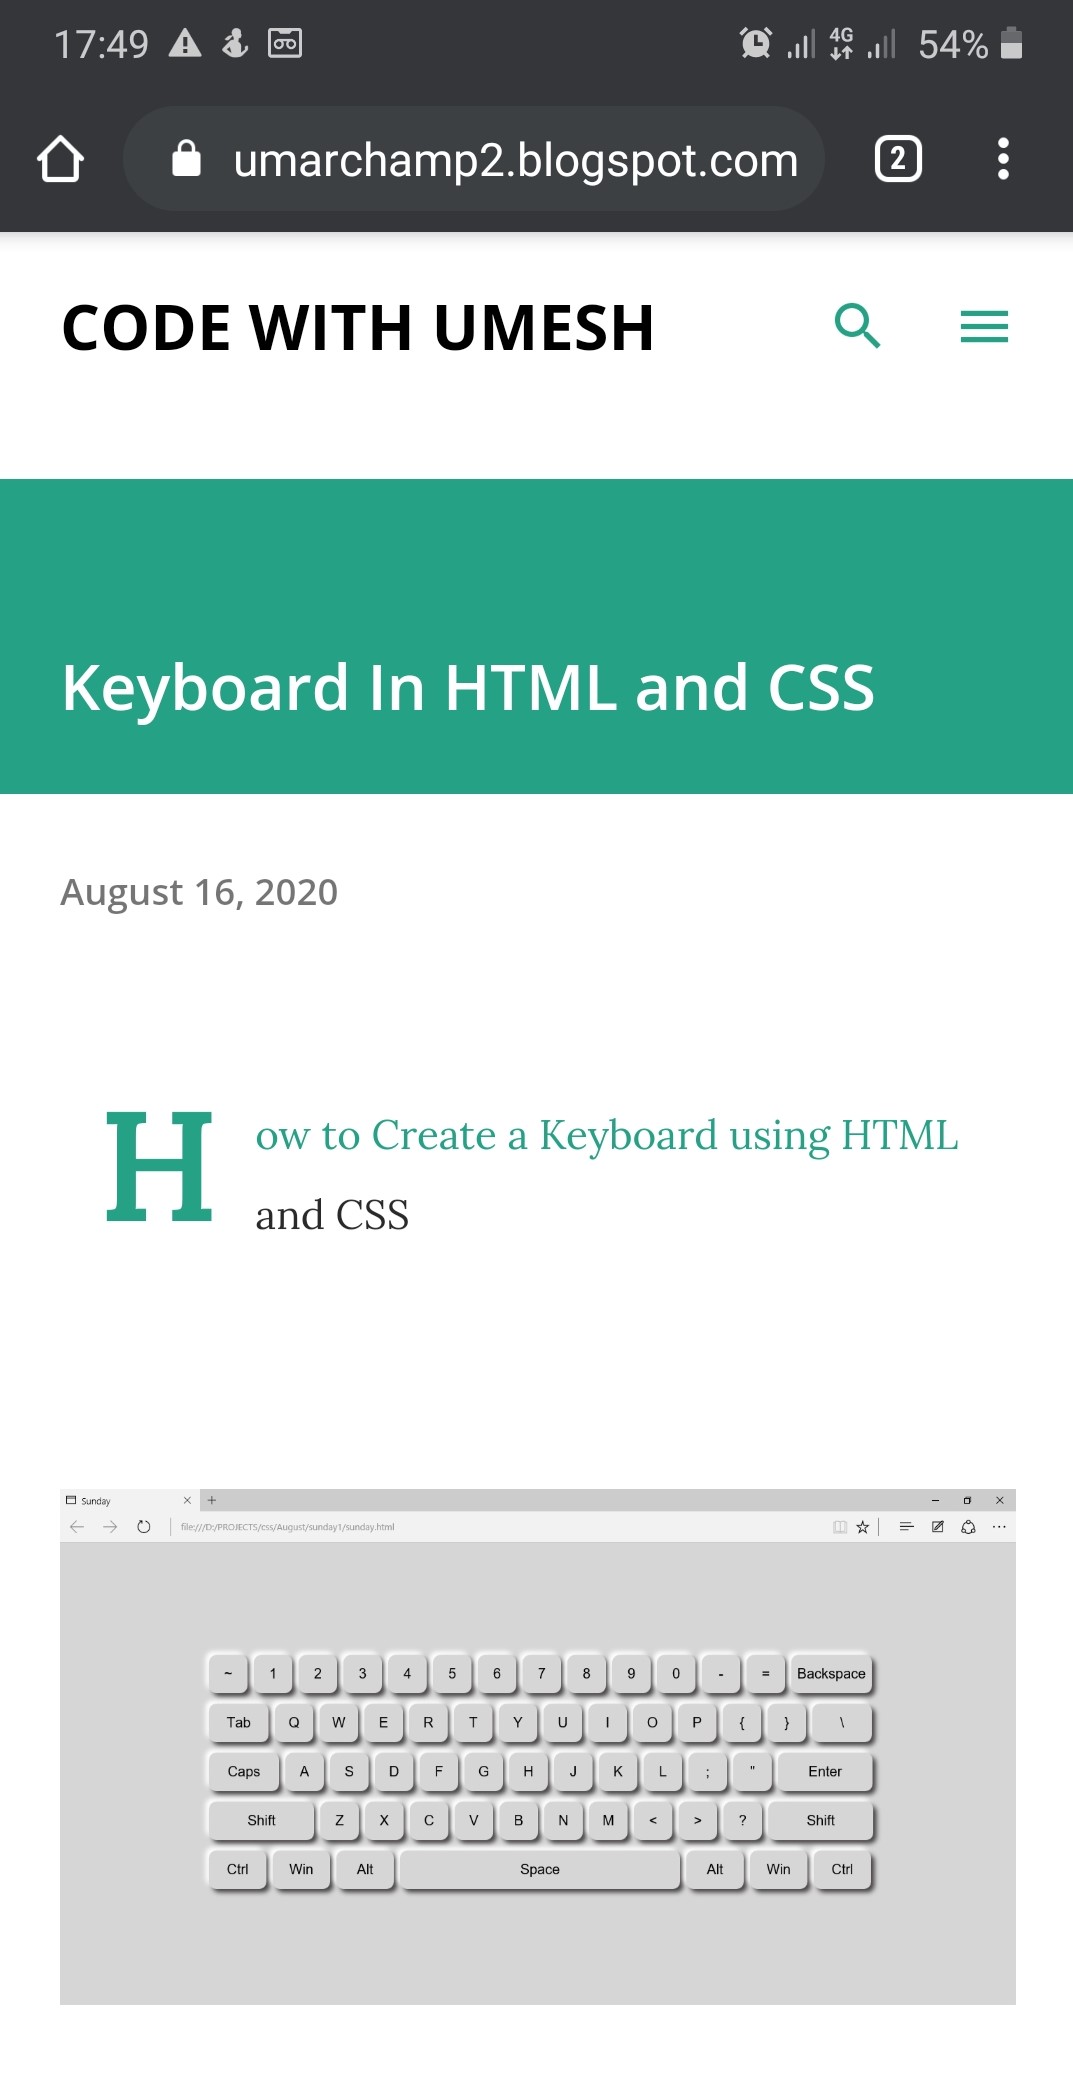 17:49 4G 54%
2
umarchamp2.blogspot.com
CODE WITH UMESH
Keyboard In HTML and CSS
August 16, 2020
How to Create a Keyboard using HTML
and CSS
Sunday
file:///D:/PROJECTS/css/August/sunday1/sunday.html
~ 1 2 3 4 5 6 7 8 9 0 - = Backspace
Tab Q W E R T Y U I O P { } \
Caps A S D F G H J K L ; " Enter
Shift Z X C V B N M < > ? Shift
Ctrl Win Alt Space Alt Win Ctrl